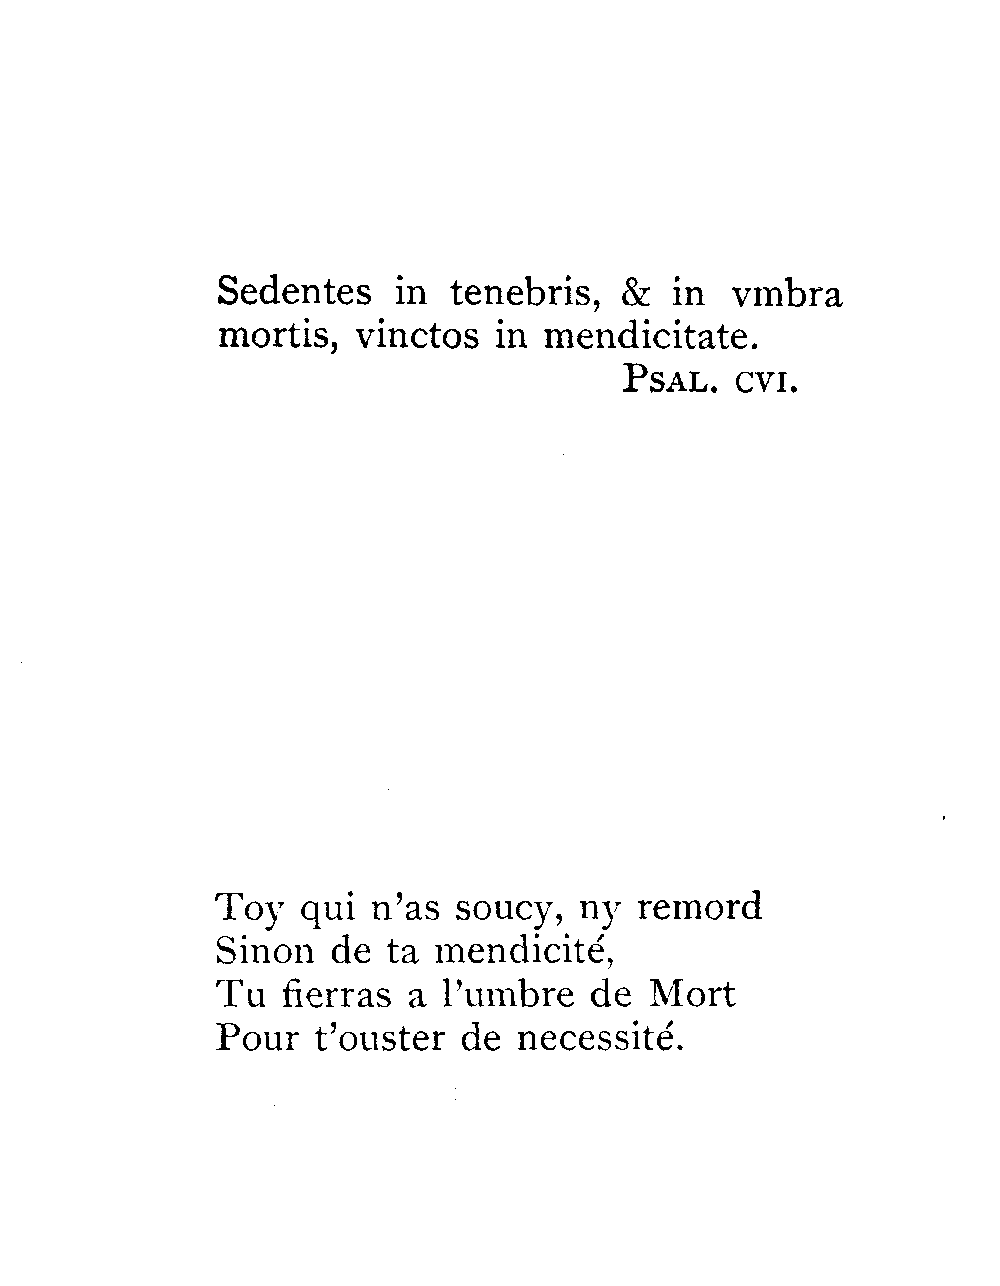 Sedentes in tenebris, & in vmbra
mortis, vinctos in mendicitate.
PSAL. CVI.
Toy qui n'as soucy, ny remord
Sinon de ta mendicité,
Tu fierras a l'umbre de Mort
Pour t'ouster de necessité.